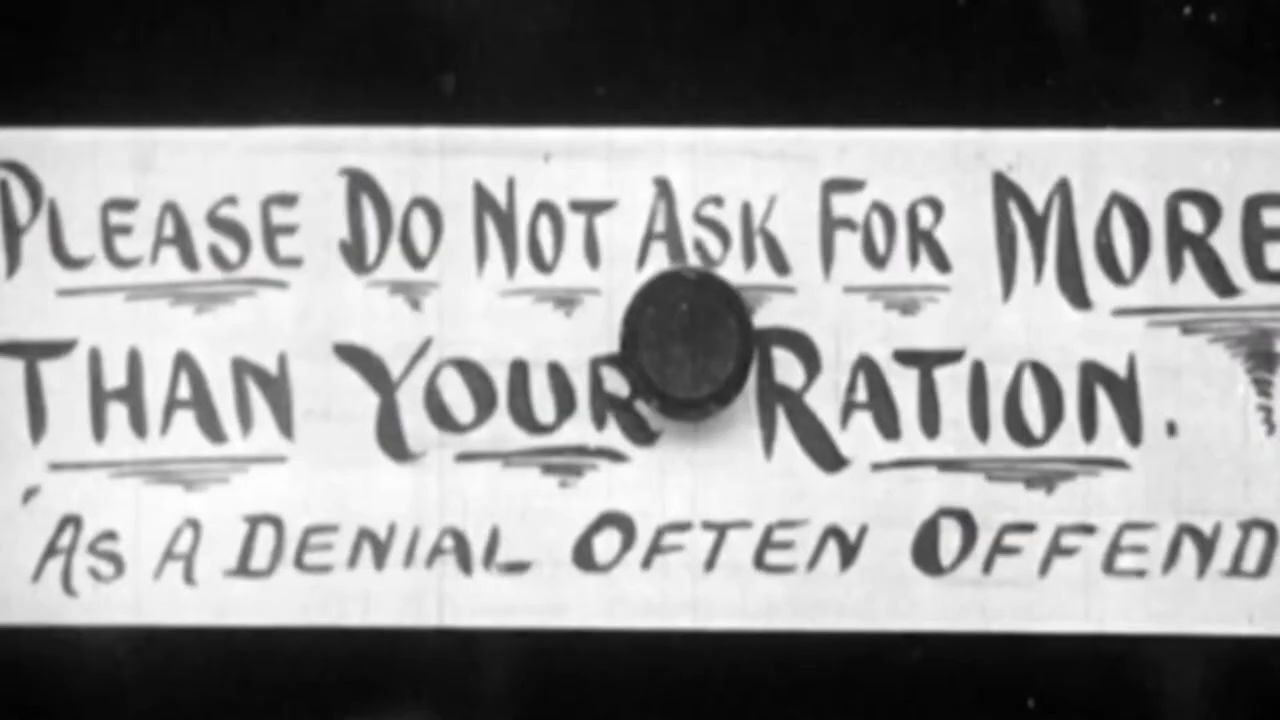 PLEASE DO NOT ASK FOR MORE
THAN YOUR RATION.
'AS A DENIAL OFTEN OFFEND